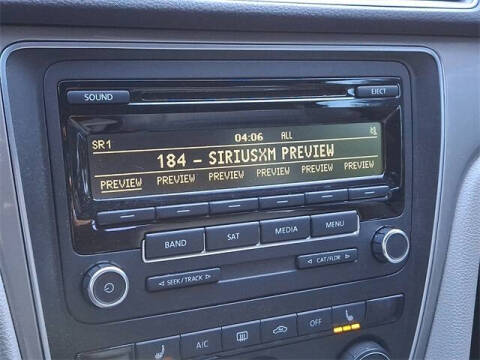 SOUND
EJECT
SR1 04:06 ALL
184 - SIRIUSXM PREVIEW
PREVIEW PREVIEW PREVIEW PREVIEW PREVIEW PREVIEW
BAND SAT MEDIA MENU
◁ SEEK/TRACK ▷
◁ CAT/FLDR ▷
A/C OFF